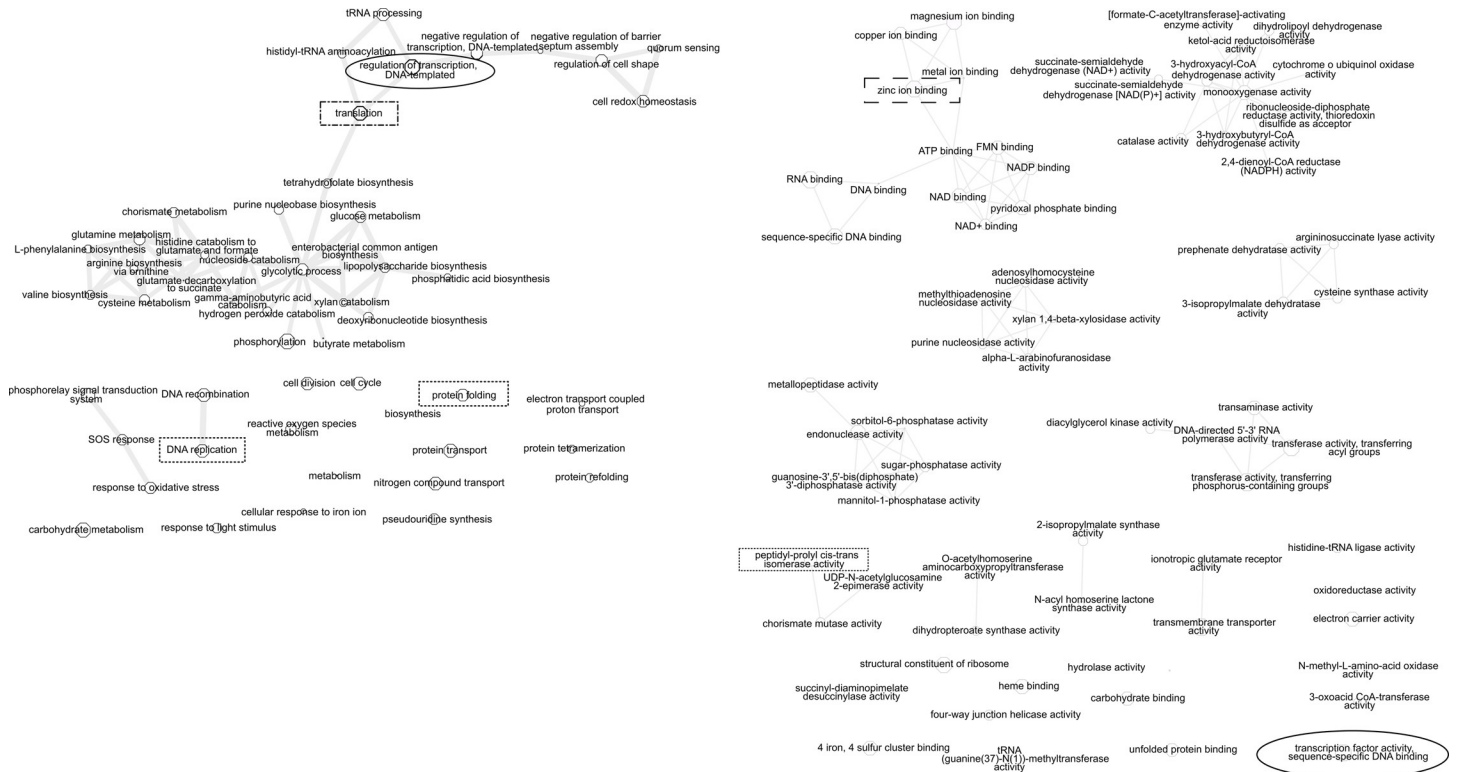 tRNA processing
histidyl-tRNA aminoacylation
negative regulation of
transcription, DNA-templated
negative regulation of barrier
septum assembly
quorum sensing
regulation of transcription,
DNA-templated
regulation of cell shape
cell redox homeostasis
translation
tetrahydrofolate biosynthesis
purine nucleobase biosynthesis
chorismate metabolism
glucose metabolism
glutamine metabolism
L-phenylalanine biosynthesis
histidine catabolism to
glutamate and formate
nucleoside catabolism
enterobacterial common antigen
biosynthesis
arginine biosynthesis
via ornithine
glycolytic process
lipopolysaccharide biosynthesis
phosphatidic acid biosynthesis
glutamate decarboxylation
to succinate
valine biosynthesis
cysteine metabolism
gamma-aminobutyric acid
catabolism
xylan catabolism
hydrogen peroxide catabolism
deoxyribonucleotide biosynthesis
phosphorylation
butyrate metabolism
phosphorelay signal transduction
system
DNA recombination
cell division
cell cycle
protein folding
electron transport coupled
proton transport
biosynthesis
reactive oxygen species
metabolism
SOS response
DNA replication
protein transport
protein tetramerization
metabolism
nitrogen compound transport
protein refolding
response to oxidative stress
cellular response to iron ion
pseudouridine synthesis
carbohydrate metabolism
response to light stimulus
magnesium ion binding
copper ion binding
metal ion binding
zinc ion binding
[formate-C-acetyltransferase]-activating
enzyme activity
dihydrolipoyl dehydrogenase
activity
ketol-acid reductoisomerase
activity
succinate-semialdehyde
dehydrogenase (NAD+) activity
3-hydroxyacyl-CoA
dehydrogenase activity
cytochrome o ubiquinol oxidase
activity
succinate-semialdehyde
dehydrogenase [NAD(P)+] activity
monooxygenase activity
ribonucleoside-diphosphate
reductase activity, thioredoxin
disulfide as acceptor
catalase activity
3-hydroxybutyryl-CoA
dehydrogenase activity
2,4-dienoyl-CoA reductase
(NADPH) activity
ATP binding
FMN binding
NADP binding
RNA binding
DNA binding
NAD binding
pyridoxal phosphate binding
NAD+ binding
sequence-specific DNA binding
argininosuccinate lyase activity
prephenate dehydratase activity
cysteine synthase activity
3-isopropylmalate dehydratase
activity
adenosylhomocysteine
nucleosidase activity
methylthioadenosine
nucleosidase activity
xylan 1,4-beta-xylosidase activity
purine nucleosidase activity
alpha-L-arabinofuranosidase
activity
metallopeptidase activity
sorbitol-6-phosphatase activity
endonuclease activity
sugar-phosphatase activity
guanosine-3',5'-bis(diphosphate)
3'-diphosphatase activity
mannitol-1-phosphatase activity
transaminase activity
diacylglycerol kinase activity
DNA-directed 5'-3' RNA
polymerase activity
transferase activity, transferring
acyl groups
transferase activity, transferring
phosphorus-containing groups
2-isopropylmalate synthase
activity
peptidyl-prolyl cis-trans
isomerase activity
UDP-N-acetylglucosamine
2-epimerase activity
O-acetylhomoserine
aminocarboxypropyltransferase
activity
ionotropic glutamate receptor
activity
histidine-tRNA ligase activity
N-acyl homoserine lactone
synthase activity
oxidoreductase activity
chorismate mutase activity
dihydropteroate synthase activity
transmembrane transporter
activity
electron carrier activity
structural constituent of ribosome
hydrolase activity
N-methyl-L-amino-acid oxidase
activity
succinyl-diaminopimelate
desuccinylase activity
heme binding
carbohydrate binding
3-oxoacid CoA-transferase
activity
four-way junction helicase activity
4 iron, 4 sulfur cluster binding
tRNA
(guanine(37)-N(1))-methyltransferase
activity
unfolded protein binding
transcription factor activity,
sequence-specific DNA binding